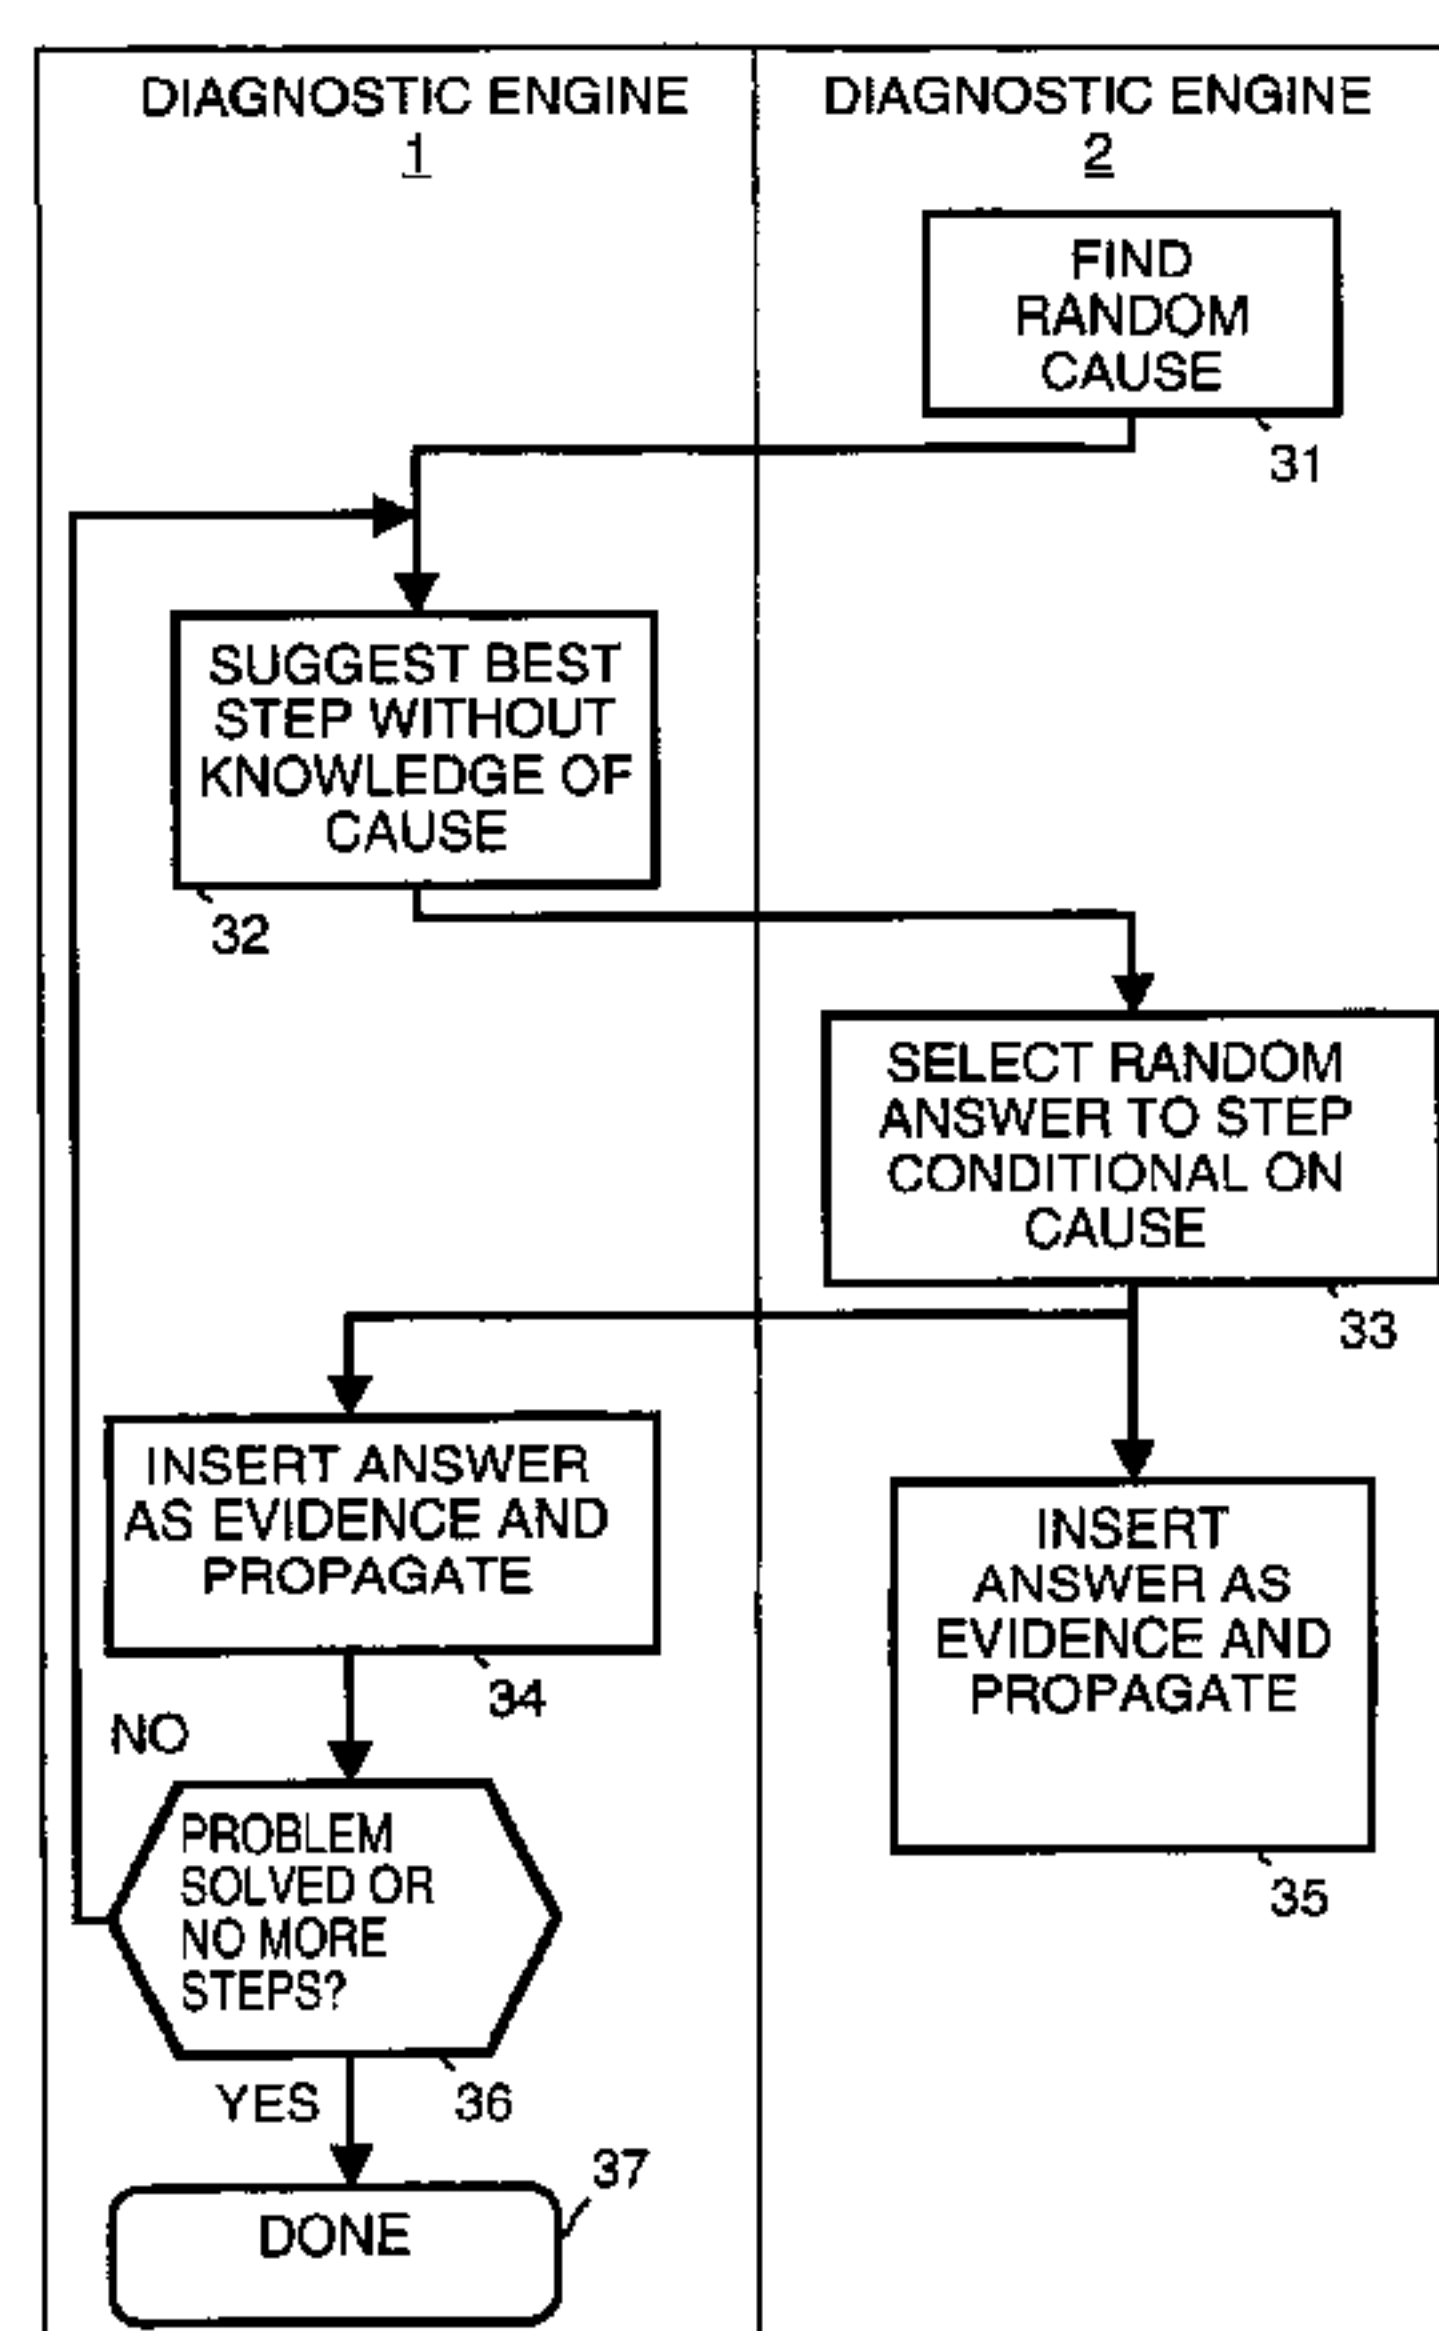 DIAGNOSTIC ENGINE
1
DIAGNOSTIC ENGINE
2
FIND
RANDOM
CAUSE
31
SUGGEST BEST
STEP WITHOUT
KNOWLEDGE OF
CAUSE
32
SELECT RANDOM
ANSWER TO STEP
CONDITIONAL ON
CAUSE
33
INSERT ANSWER
AS EVIDENCE AND
PROPAGATE
34
INSERT
ANSWER AS
EVIDENCE AND
PROPAGATE
35
NO
PROBLEM
SOLVED OR
NO MORE
STEPS?
36
YES
37
DONE